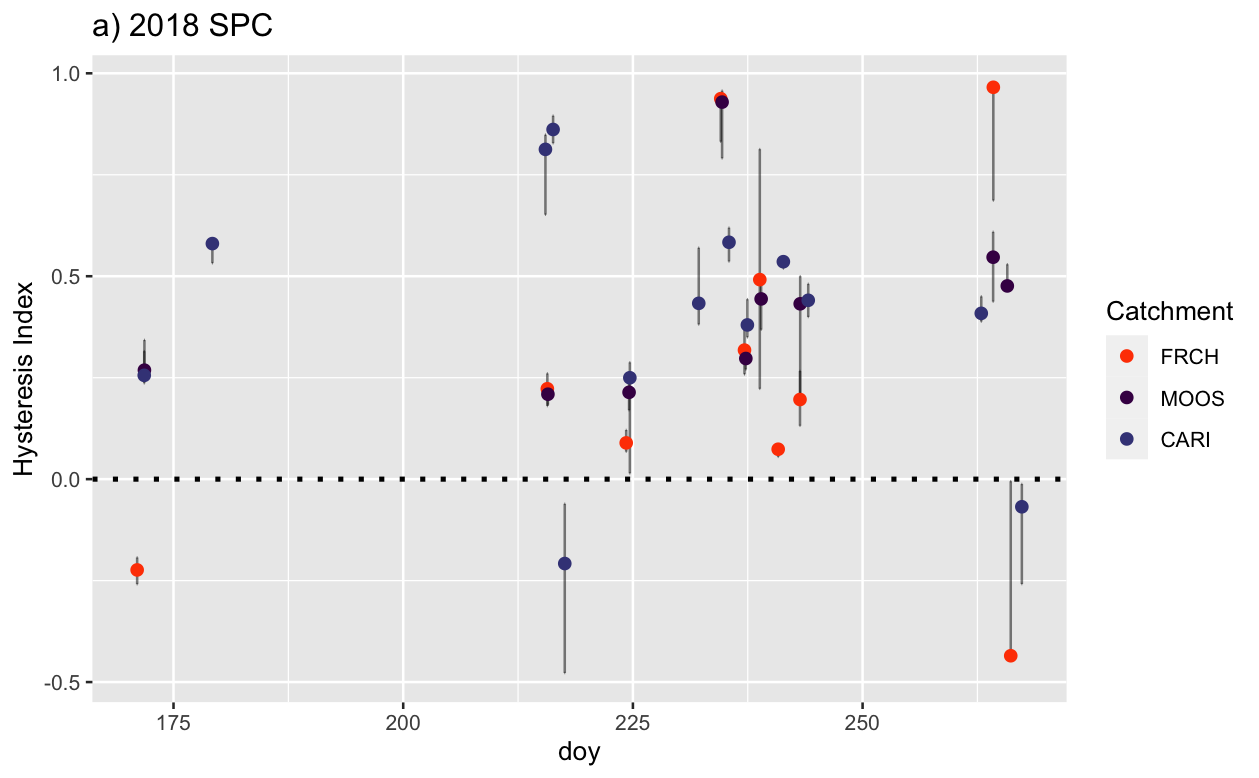 a) 2018 SPC
Hysteresis Index
1.0
0.5
0.0
-0.5
175
200
225
250
doy
Catchment
FRCH
MOOS
CARI